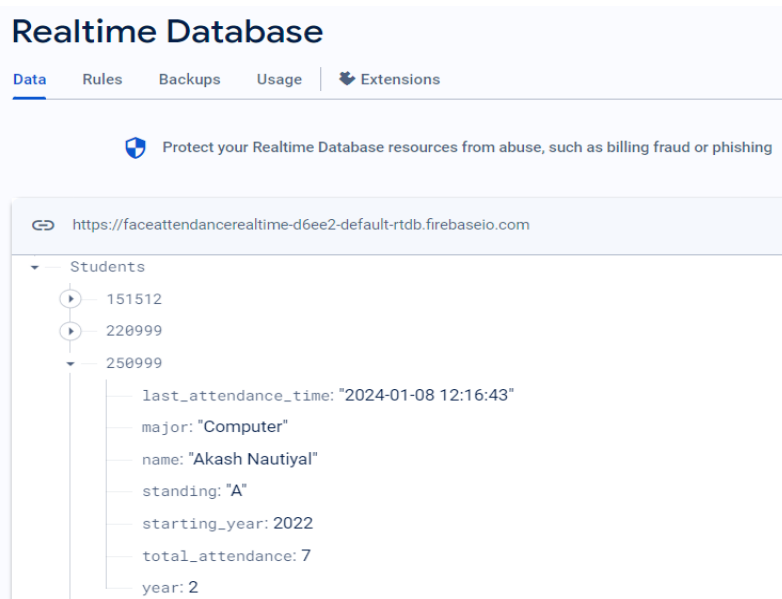 Realtime Database
Data Rules Backups Usage Extensions
Protect your Realtime Database resources from abuse, such as billing fraud or phishing
https://faceattendancerealtime-d6ee2-default-rtdb.firebaseio.com
Students
151512
220999
250999
last_attendance_time: "2024-01-08 12:16:43"
major: "Computer"
name: "Akash Nautiyal"
standing: "A"
starting_year: 2022
total_attendance: 7
year: 2